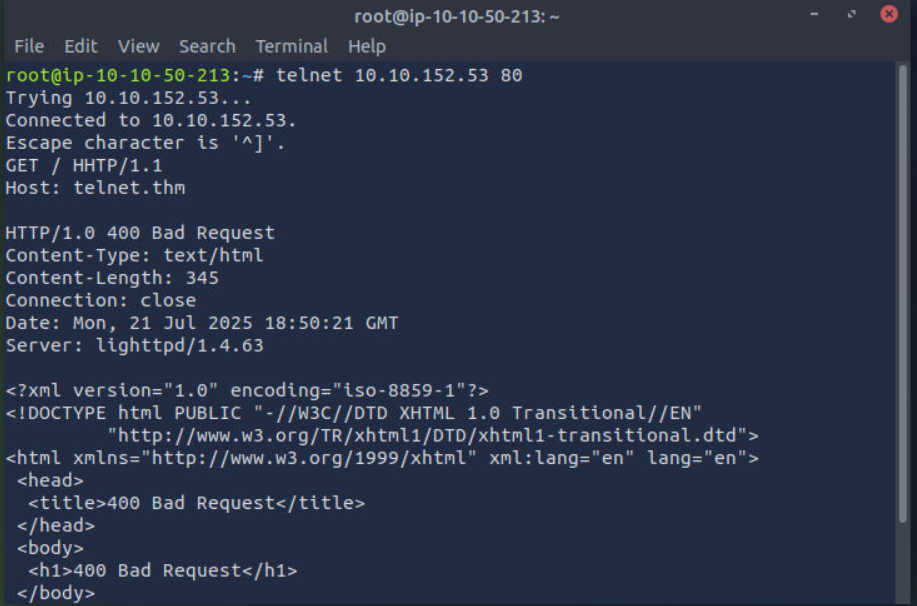 root@ip-10-10-50-213: ~
File Edit View Search Terminal Help
root@ip-10-10-50-213:~# telnet 10.10.152.53 80
Trying 10.10.152.53...
Connected to 10.10.152.53.
Escape character is '^]'.
GET / HHTP/1.1
Host: telnet.thm

HTTP/1.0 400 Bad Request
Content-Type: text/html
Content-Length: 345
Connection: close
Date: Mon, 21 Jul 2025 18:50:21 GMT
Server: lighttpd/1.4.63

<?xml version="1.0" encoding="iso-8859-1"?>
<!DOCTYPE html PUBLIC "-//W3C//DTD XHTML 1.0 Transitional//EN"
         "http://www.w3.org/TR/xhtml1/DTD/xhtml1-transitional.dtd">
<html xmlns="http://www.w3.org/1999/xhtml" xml:lang="en" lang="en">
 <head>
  <title>400 Bad Request</title>
 </head>
 <body>
  <h1>400 Bad Request</h1>
 </body>